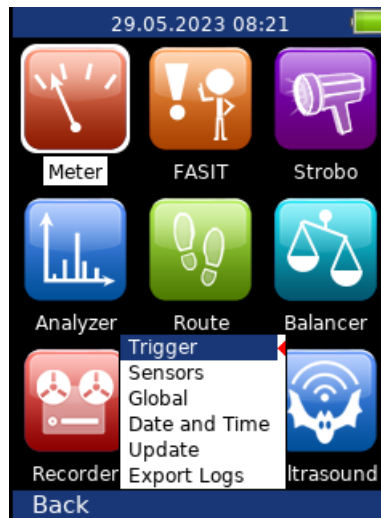 29.05.2023 08:21
Meter FASIT Strobo
Analyzer Route Balancer
Trigger
Sensors
Global
Date and Time
Update
Export Logs
Recorder ltrasound
Back